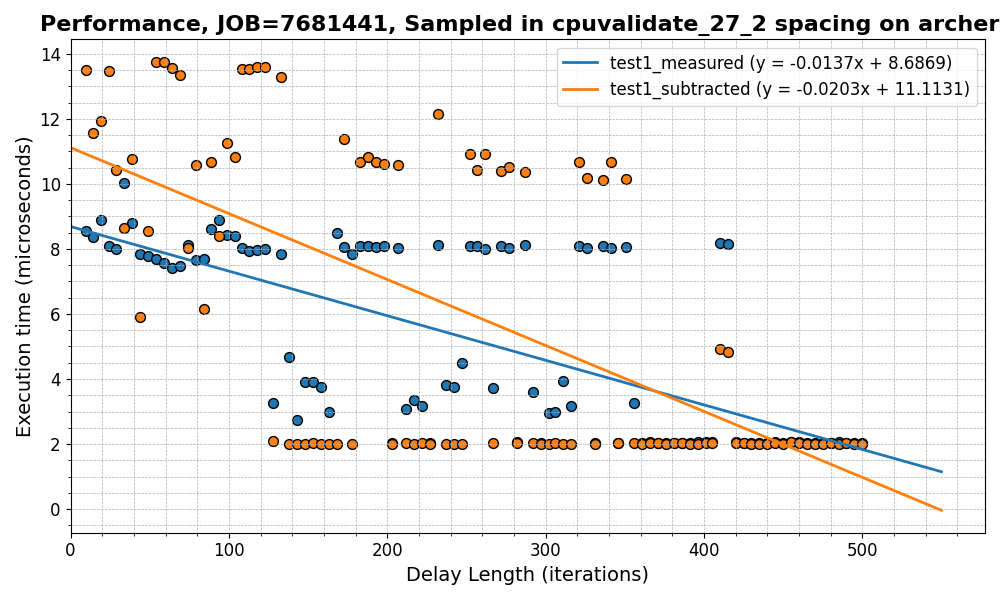 Performance, JOB=7681441, Sampled in cpuvalidate_27_2 spacing on archer
test1_measured (y = -0.0137x + 8.6869)
test1_subtracted (y = -0.0203x + 11.1131)
Execution time (microseconds)
14
12
10
8
6
4
2
0
0 100 200 300 400 500
Delay Length (iterations)